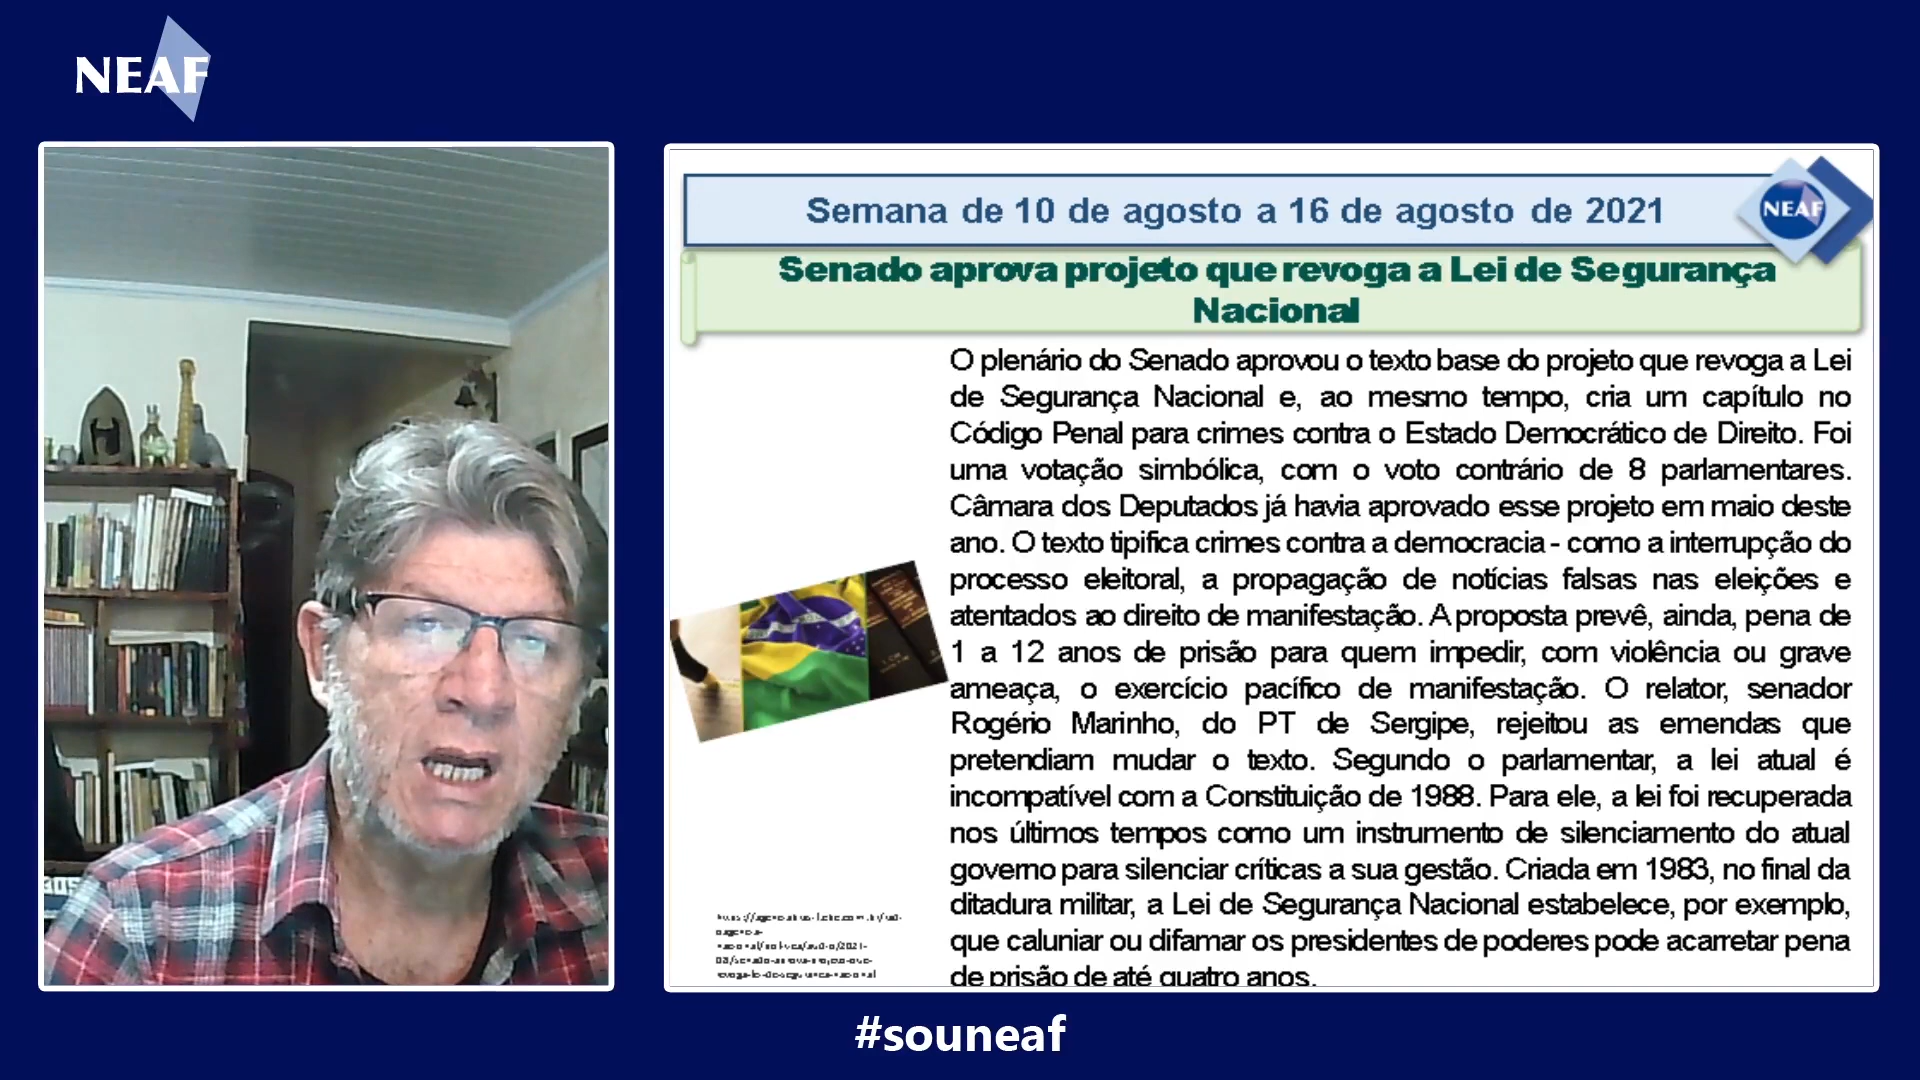 NEAF
Semana de 10 de agosto a 16 de agosto de 2021
NEAF
Senado aprova projeto que revoga a Lei de Segurança
Nacional
O plenário do Senado aprovou o texto base do projeto que revoga a Lei
de Segurança Nacional e, ao mesmo tempo, cria um capítulo no
Código Penal para crimes contra o Estado Democrático de Direito. Foi
uma votação simbólica, com o voto contrário de 8 parlamentares.
Câmara dos Deputados já havia aprovado esse projeto em maio deste
ano. O texto tipifica crimes contra a democracia - como a interrupção do
processo eleitoral, a propagação de notícias falsas nas eleições e
atentados ao direito de manifestação. A proposta prevê, ainda, pena de
1 a 12 anos de prisão para quem impedir, com violência ou grave
ameaça, o exercício pacífico de manifestação. O relator, senador
Rogério Marinho, do PT de Sergipe, rejeitou as emendas que
pretendiam mudar o texto. Segundo o parlamentar, a lei atual é
incompatível com a Constituição de 1988. Para ele, a lei foi recuperada
nos últimos tempos como um instrumento de silenciamento do atual
governo para silenciar críticas a sua gestão. Criada em 1983, no final da
ditadura militar, a Lei de Segurança Nacional estabelece, por exemplo,
que caluniar ou difamar os presidentes de poderes pode acarretar pena
de prisão de até quatro anos.
#souneaf